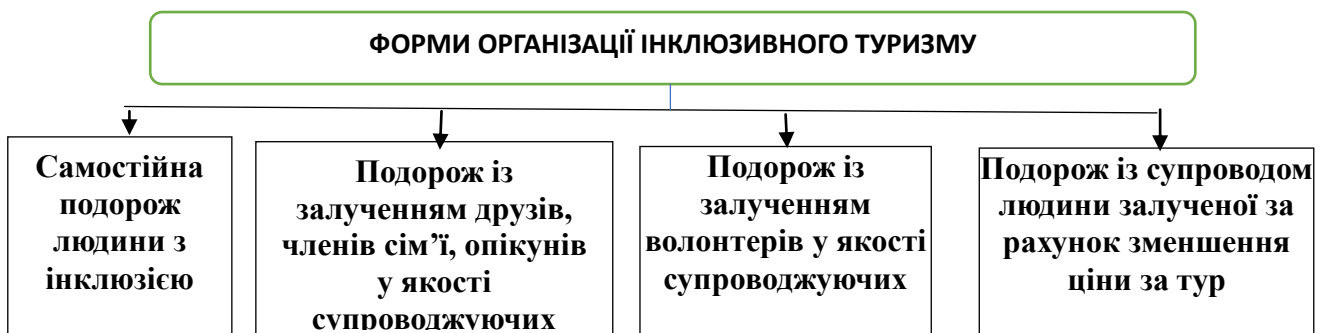 ФОРМИ ОРГАНІЗАЦІЇ ІНКЛЮЗИВНОГО ТУРИЗМУ
Самостійна
подорож
людини з
інклюзією
Подорож із
залученням друзів,
членів сім’ї, опікунів
у якості
супроводжуючих
Подорож із
залученням
волонтерів у якості
супроводжуючих
Подорож із супроводом
людини залученої за
рахунок зменшення
ціни за тур